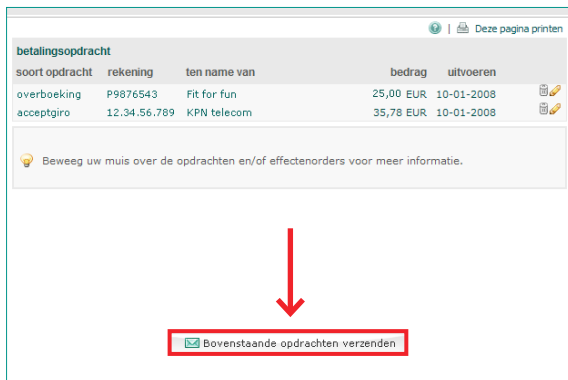 | Deze pagina printen
betalingsopdracht
soort opdracht rekening ten name van bedrag uitvoeren
overboeking P9876543 Fit for fun 25,00 EUR 10-01-2008
acceptgiro 12.34.56.789 KPN telecom 35,78 EUR 10-01-2008
Beweeg uw muis over de opdrachten en/of effectenorders voor meer informatie.
Bovenstaande opdrachten verzenden